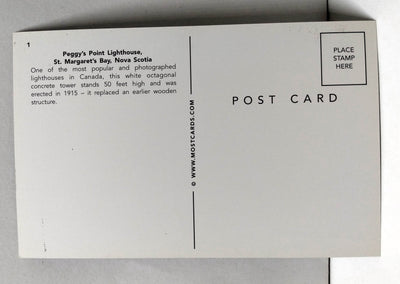 1
Peggy's Point Lighthouse,
St. Margaret's Bay, Nova Scotia
One of the most popular and photographed
lighthouses in Canada, this white octagonal
concrete tower stands 50 feet high and was
erected in 1915 – it replaced an earlier wooden
structure.
© WWW.MOSTCARDS.COM
PLACE
STAMP
HERE
POST CARD